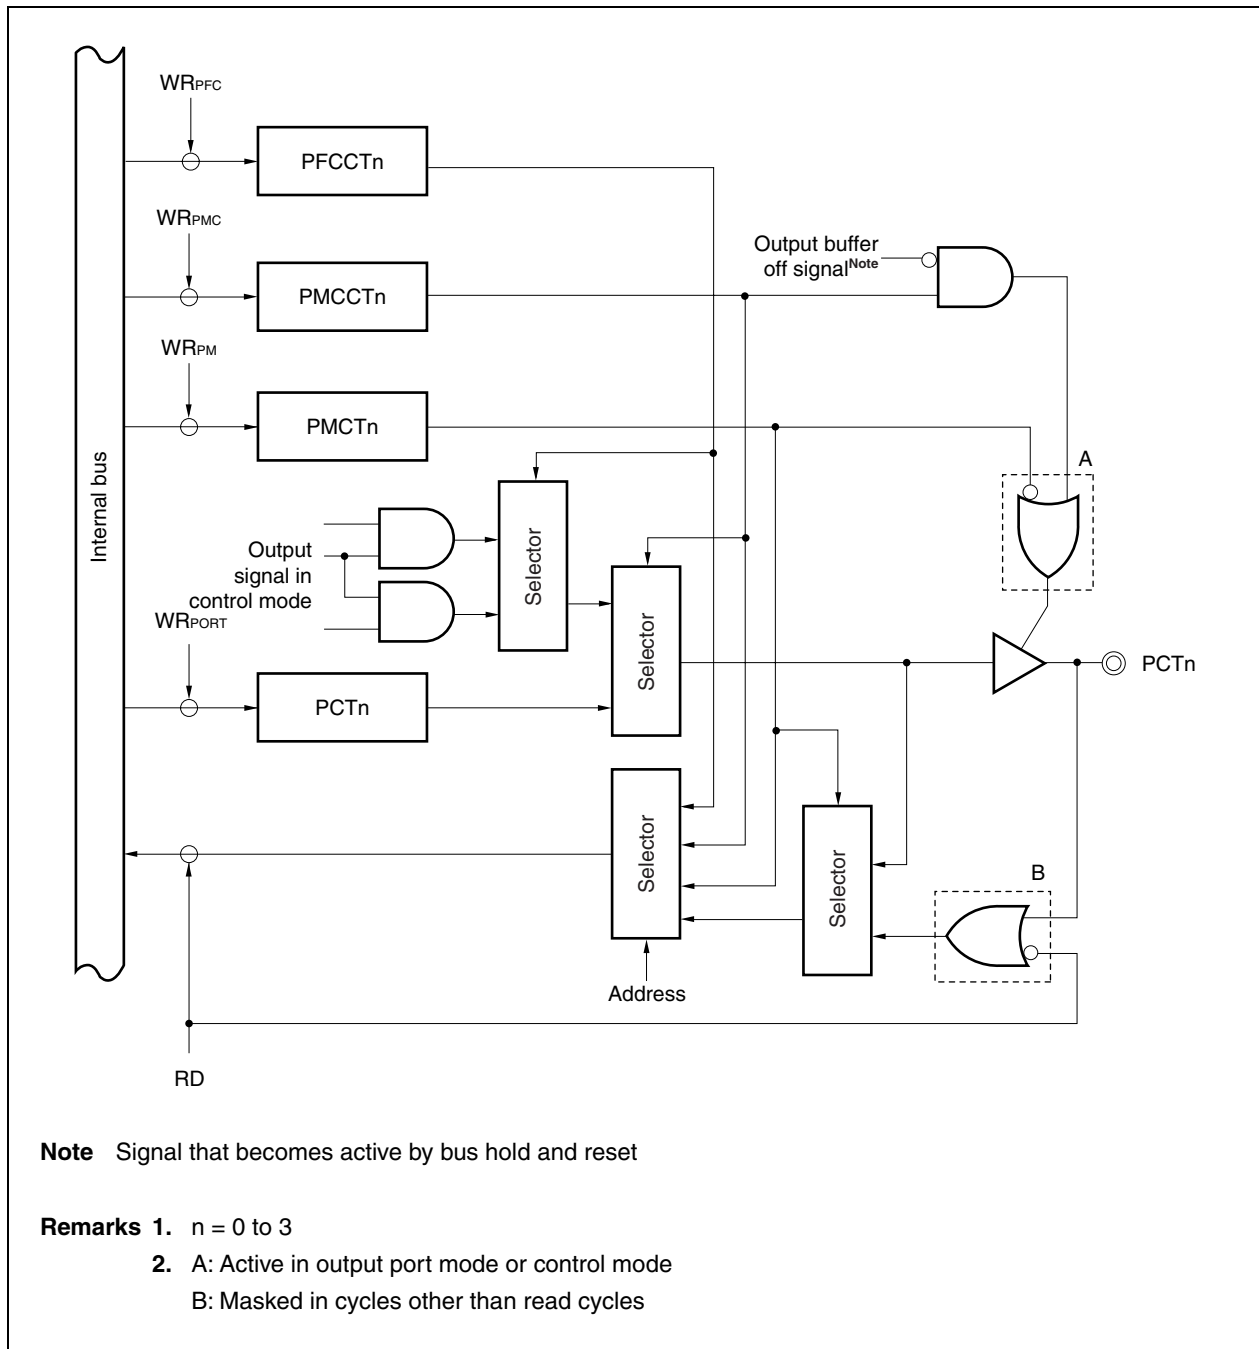 WRPFC
PFCCTn
WRPMC
PMCCTn
Output buffer
off signalNote
WRPM
PMCTn
A
Internal bus
Selector
Output
signal in
control mode
Selector
WRPORT
PCTn
PCTn
Selector
Selector
B
Address
RD
Note Signal that becomes active by bus hold and reset
Remarks 1. n = 0 to 3
2. A: Active in output port mode or control mode
B: Masked in cycles other than read cycles